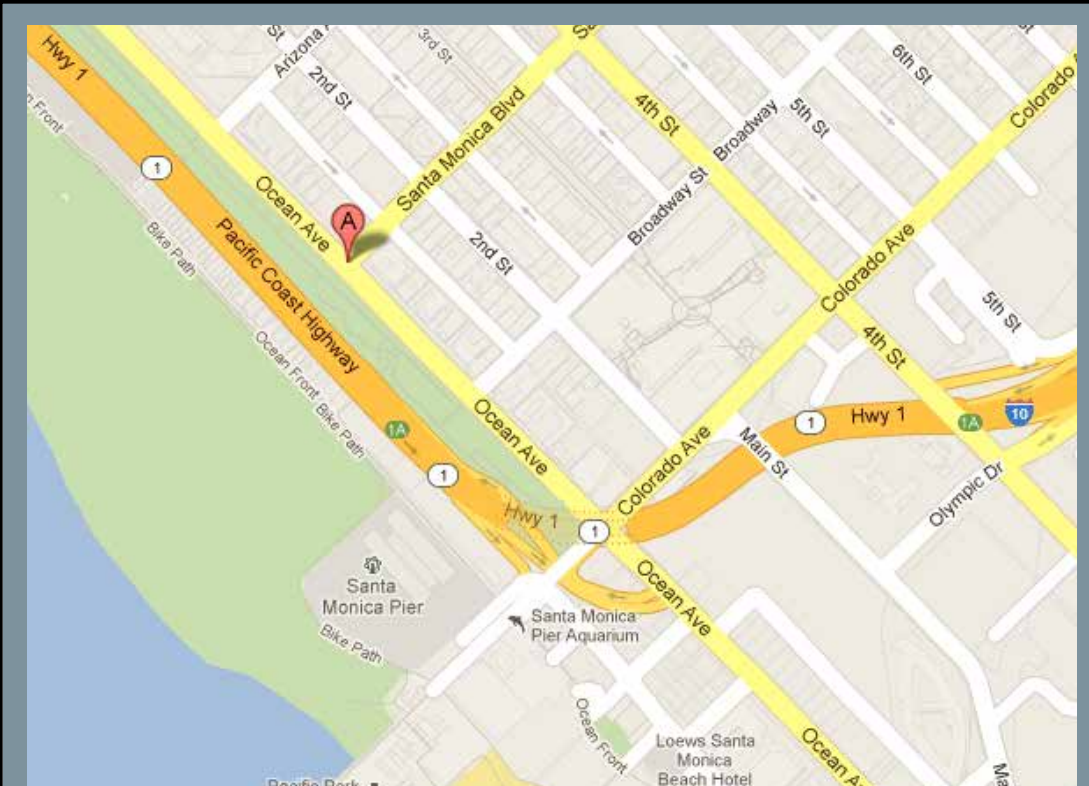 Hwy 1
St
Arizona
3rd St
6th St
2nd St
4th St
5th St
Broadway
Colorado
n Front
1
Santa Monica Blvd
Ocean Ave
A
Broadway St
Bike Path
Pacific Coast Highway
2nd St
Colorado Ave
5th St
4th St
Ocean Front
Bike Path
1A
Ocean Ave
1
Hwy 1
1A
10
Main St
Colorado Ave
1
Olympic Dr
Hwy 1
1
Santa
Monica Pier
Ocean Ave
Santa Monica
Pier Aquarium
Bike Path
Ocean Front
Loews Santa
Monica
Beach Hotel
Ocean A
Ma
Pacific Park